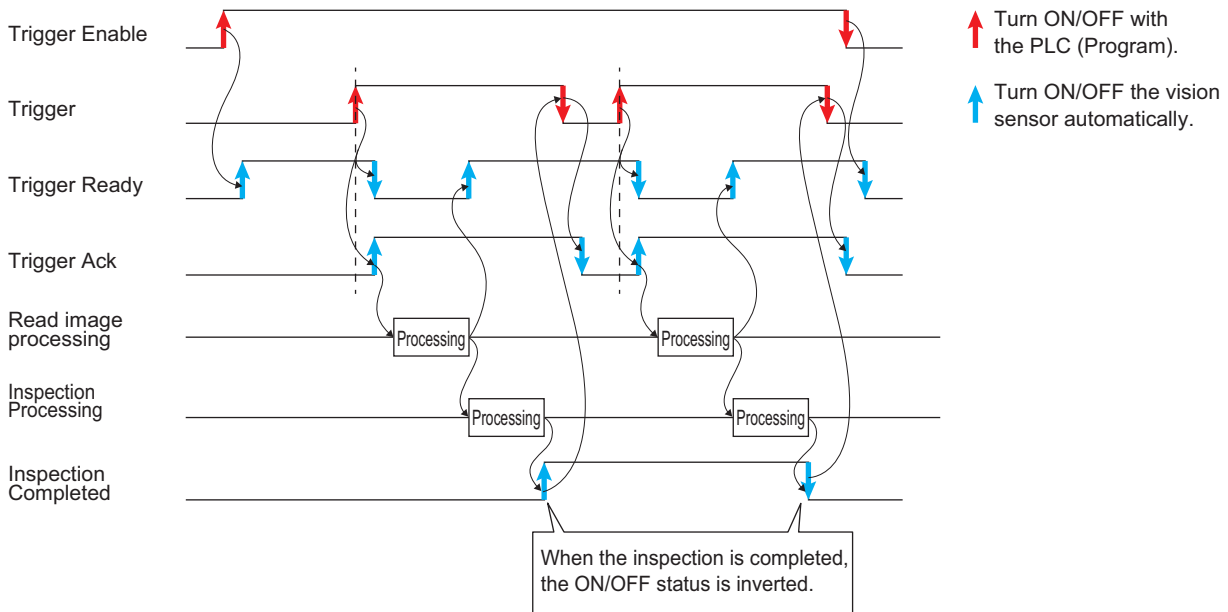 Trigger Enable
Trigger
Trigger Ready
Trigger Ack
Read image
processing
Processing
Processing
Inspection
Processing
Processing
Processing
Inspection
Completed
When the inspection is completed,
the ON/OFF status is inverted.
Turn ON/OFF with
the PLC (Program).
Turn ON/OFF the vision
sensor automatically.